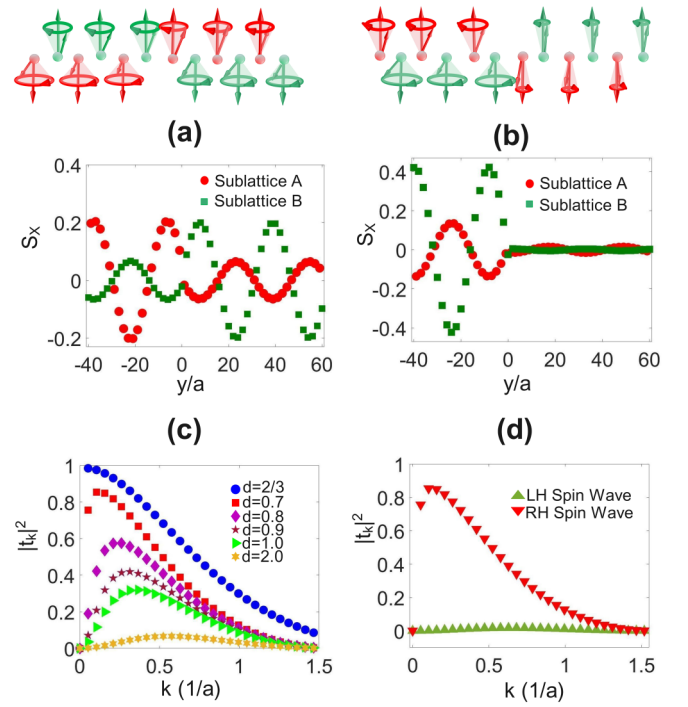 (a)
(b)
0.4
0.2
0
-0.2
S_X
Sublattice A
Sublattice B
-40
-20
0
20
40
60
y/a
0.4
0.2
0
-0.2
-0.4
S_X
Sublattice A
Sublattice B
-40
-20
0
20
40
60
y/a
(c)
(d)
1
0.8
0.6
0.4
0.2
0
|t_k|²
d=2/3
d=0.7
d=0.8
d=0.9
d=1.0
d=2.0
0
0.5
1
1.5
k (1/a)
1
0.8
0.6
0.4
0.2
0
|t_k|²
LH Spin Wave
RH Spin Wave
0
0.5
1
1.5
k (1/a)